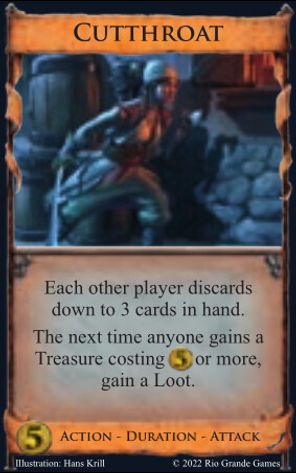 CUTTHROAT
Each other player discards
down to 3 cards in hand.
The next time anyone gains a
Treasure costing 5 or more,
gain a Loot.
5 ACTION - DURATION - ATTACK
Illustration: Hans Krill © 2022 Rio Grande Games